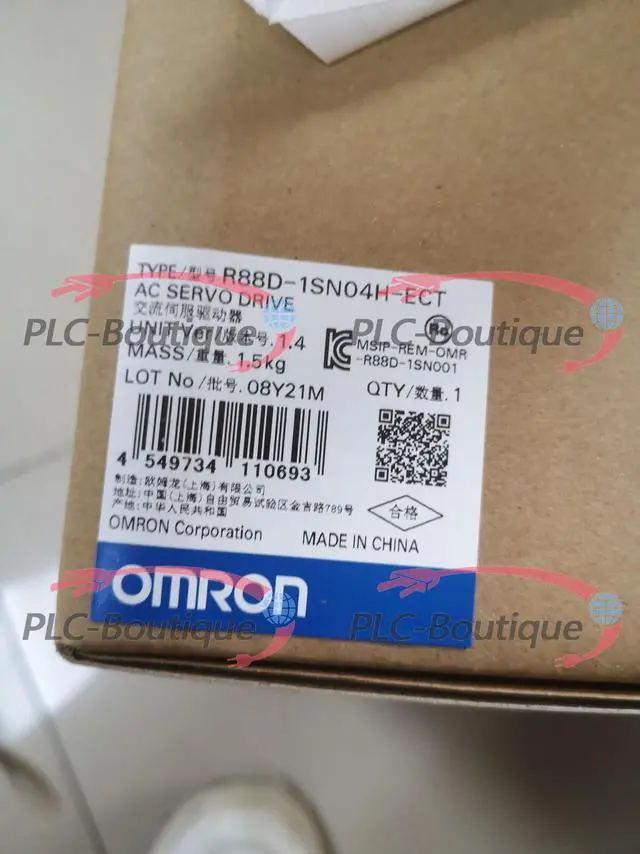 TYPE/型号 R88D-1SN04H-ECT
AC SERVO DRIVE
交流伺服驱动器
UNIT Ver 版本号. 1.4
MASS/重量. 1.5kg
LOT No/批号. 08Y21M
MSIP-REM-OMR
-R88D-1SN001
QTY/数量. 1
4 549734 110693
制造: 欧姆龙(上海)有限公司
地址: 中国(上海)自由贸易试验区金吉路789号
产地: 中华人民共和国
合格
OMRON Corporation
MADE IN CHINA
OMRON
PLC-Boutique
PLC-Boutique
PLC-Boutique
PLC-Boutique
PLC-Boutique
PLC-Boutique